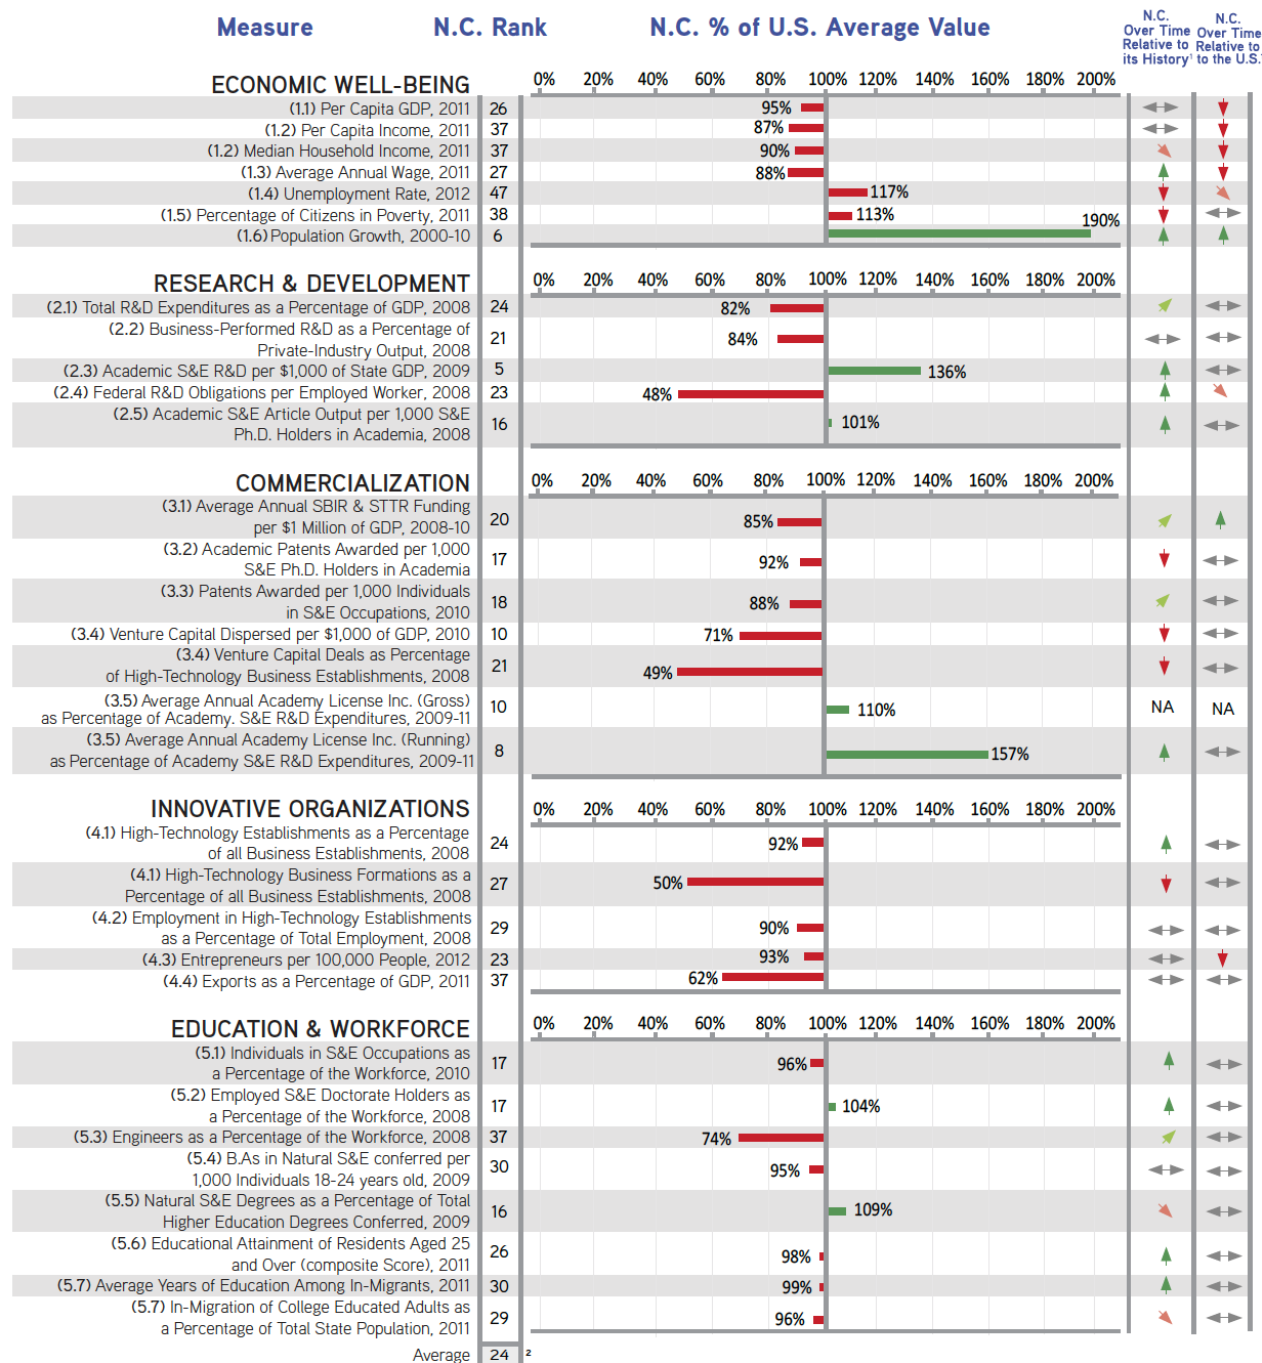 Measure N.C. Rank N.C. % of U.S. Average Value N.C. Over Time Relative to its History¹ N.C. Over Time Relative to to the U.S.¹
ECONOMIC WELL-BEING 0% 20% 40% 60% 80% 100% 120% 140% 160% 180% 200%
(1.1) Per Capita GDP, 2011 26 95%
(1.2) Per Capita Income, 2011 37 87%
(1.2) Median Household Income, 2011 37 90%
(1.3) Average Annual Wage, 2011 27 88%
(1.4) Unemployment Rate, 2012 47 117%
(1.5) Percentage of Citizens in Poverty, 2011 38 113%
(1.6) Population Growth, 2000-10 6 190%
RESEARCH & DEVELOPMENT 0% 20% 40% 60% 80% 100% 120% 140% 160% 180% 200%
(2.1) Total R&D Expenditures as a Percentage of GDP, 2008 24 82%
(2.2) Business-Performed R&D as a Percentage of
Private-Industry Output, 2008 21 84%
(2.3) Academic S&E R&D per $1,000 of State GDP, 2009 5 136%
(2.4) Federal R&D Obligations per Employed Worker, 2008 23 48%
(2.5) Academic S&E Article Output per 1,000 S&E
Ph.D. Holders in Academia, 2008 16 101%
COMMERCIALIZATION 0% 20% 40% 60% 80% 100% 120% 140% 160% 180% 200%
(3.1) Average Annual SBIR & STTR Funding
per $1 Million of GDP, 2008-10 20 85%
(3.2) Academic Patents Awarded per 1,000
S&E Ph.D. Holders in Academia 17 92%
(3.3) Patents Awarded per 1,000 Individuals
in S&E Occupations, 2010 18 88%
(3.4) Venture Capital Dispersed per $1,000 of GDP, 2010 10 71%
(3.4) Venture Capital Deals as Percentage
of High-Technology Business Establishments, 2008 21 49%
(3.5) Average Annual Academy License Inc. (Gross)
as Percentage of Academy. S&E R&D Expenditures, 2009-11 10 110% NA NA
(3.5) Average Annual Academy License Inc. (Running)
as Percentage of Academy S&E R&D Expenditures, 2009-11 8 157%
INNOVATIVE ORGANIZATIONS 0% 20% 40% 60% 80% 100% 120% 140% 160% 180% 200%
(4.1) High-Technology Establishments as a Percentage
of all Business Establishments, 2008 24 92%
(4.1) High-Technology Business Formations as a
Percentage of all Business Establishments, 2008 27 50%
(4.2) Employment in High-Technology Establishments
as a Percentage of Total Employment, 2008 29 90%
(4.3) Entrepreneurs per 100,000 People, 2012 23 93%
(4.4) Exports as a Percentage of GDP, 2011 37 62%
EDUCATION & WORKFORCE 0% 20% 40% 60% 80% 100% 120% 140% 160% 180% 200%
(5.1) Individuals in S&E Occupations as
a Percentage of the Workforce, 2010 17 96%
(5.2) Employed S&E Doctorate Holders as
a Percentage of the Workforce, 2008 17 104%
(5.3) Engineers as a Percentage of the Workforce, 2008 37 74%
(5.4) B.As in Natural S&E conferred per
1,000 Individuals 18-24 years old, 2009 30 95%
(5.5) Natural S&E Degrees as a Percentage of Total
Higher Education Degrees Conferred, 2009 16 109%
(5.6) Educational Attainment of Residents Aged 25
and Over (composite Score), 2011 26 98%
(5.7) Average Years of Education Among In-Migrants, 2011 30 99%
(5.7) In-Migration of College Educated Adults as
a Percentage of Total State Population, 2011 29 96%
Average 24 ²